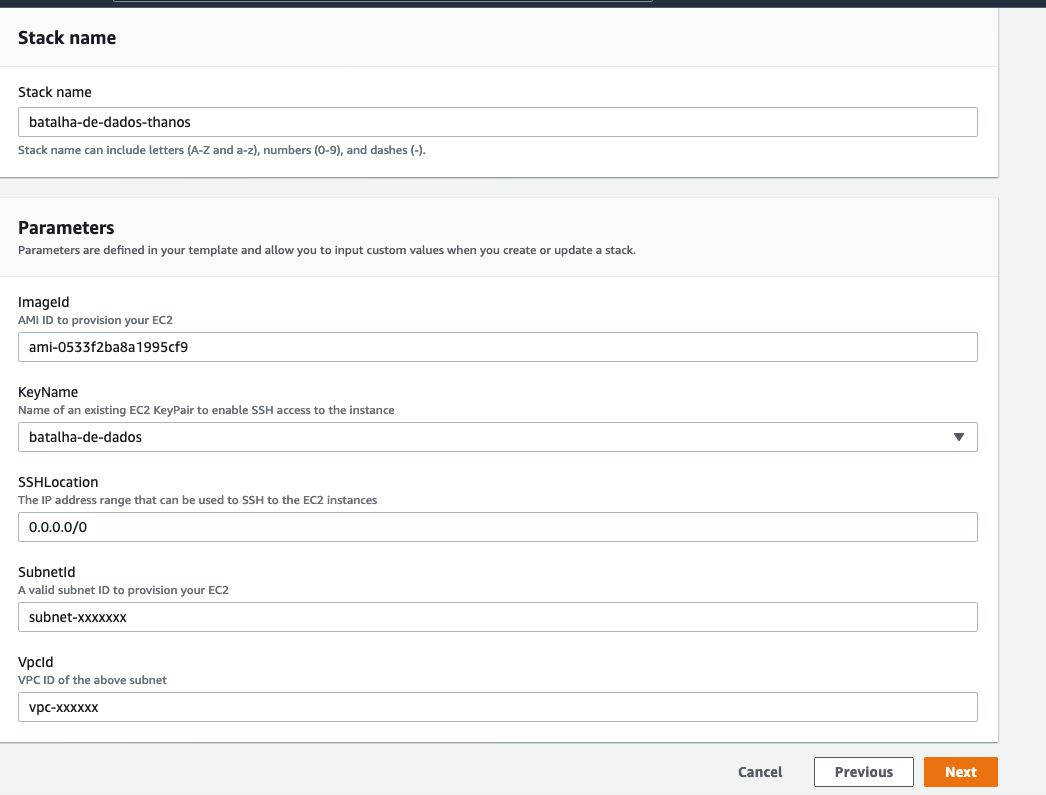 Stack name
Stack name
batalha-de-dados-thanos
Stack name can include letters (A-Z and a-z), numbers (0-9), and dashes (-).
Parameters
Parameters are defined in your template and allow you to input custom values when you create or update a stack.
ImageId
AMI ID to provision your EC2
ami-0533f2ba8a1995cf9
KeyName
Name of an existing EC2 KeyPair to enable SSH access to the instance
batalha-de-dados
SSHLocation
The IP address range that can be used to SSH to the EC2 instances
0.0.0.0/0
SubnetId
A valid subnet ID to provision your EC2
subnet-xxxxxxx
VpcId
VPC ID of the above subnet
vpc-xxxxxx
Cancel Previous Next